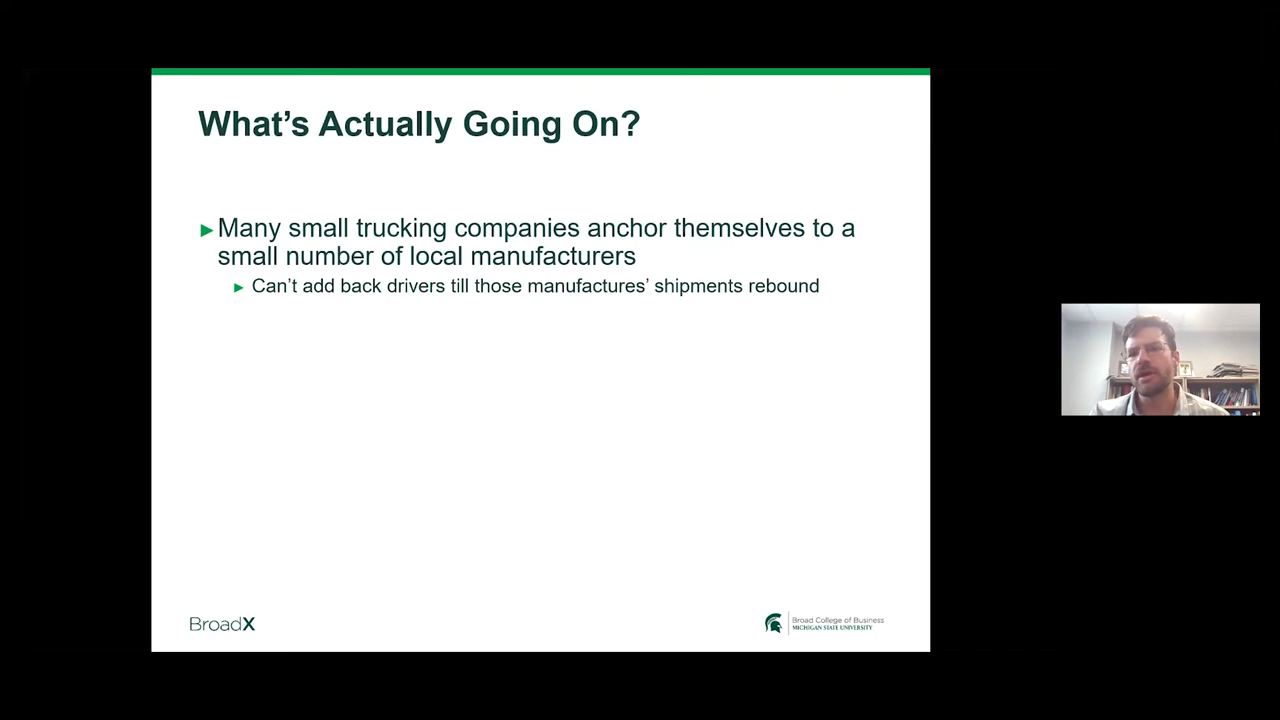 What's Actually Going On?
Many small trucking companies anchor themselves to a
small number of local manufacturers
Can't add back drivers till those manufactures' shipments rebound
BroadX
Broad College of Business
MICHIGAN STATE UNIVERSITY